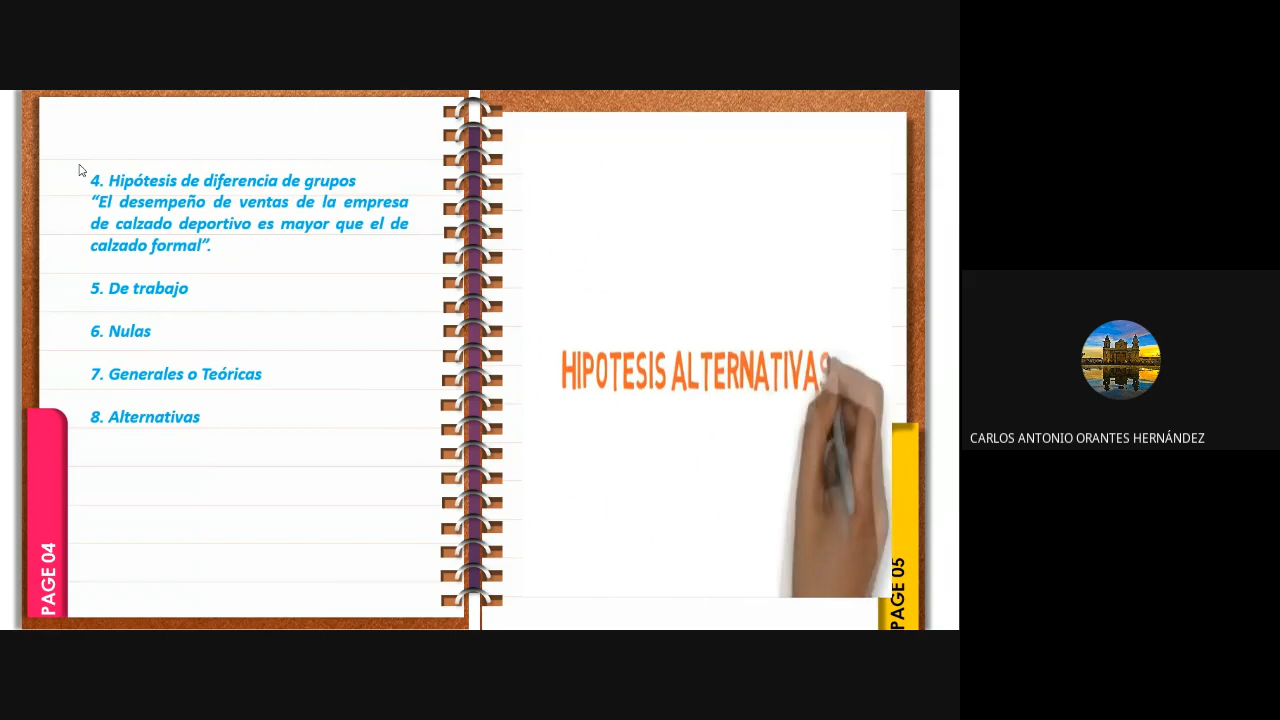 4. Hipótesis de diferencia de grupos
“El desempeño de ventas de la empresa
de calzado deportivo es mayor que el de
calzado formal”.
5. De trabajo
6. Nulas
7. Generales o Teóricas
8. Alternativas
PAGE 04
HIPOTESIS ALTERNATIVAS
PAGE 05
CARLOS ANTONIO ORANTES HERNÁNDEZ